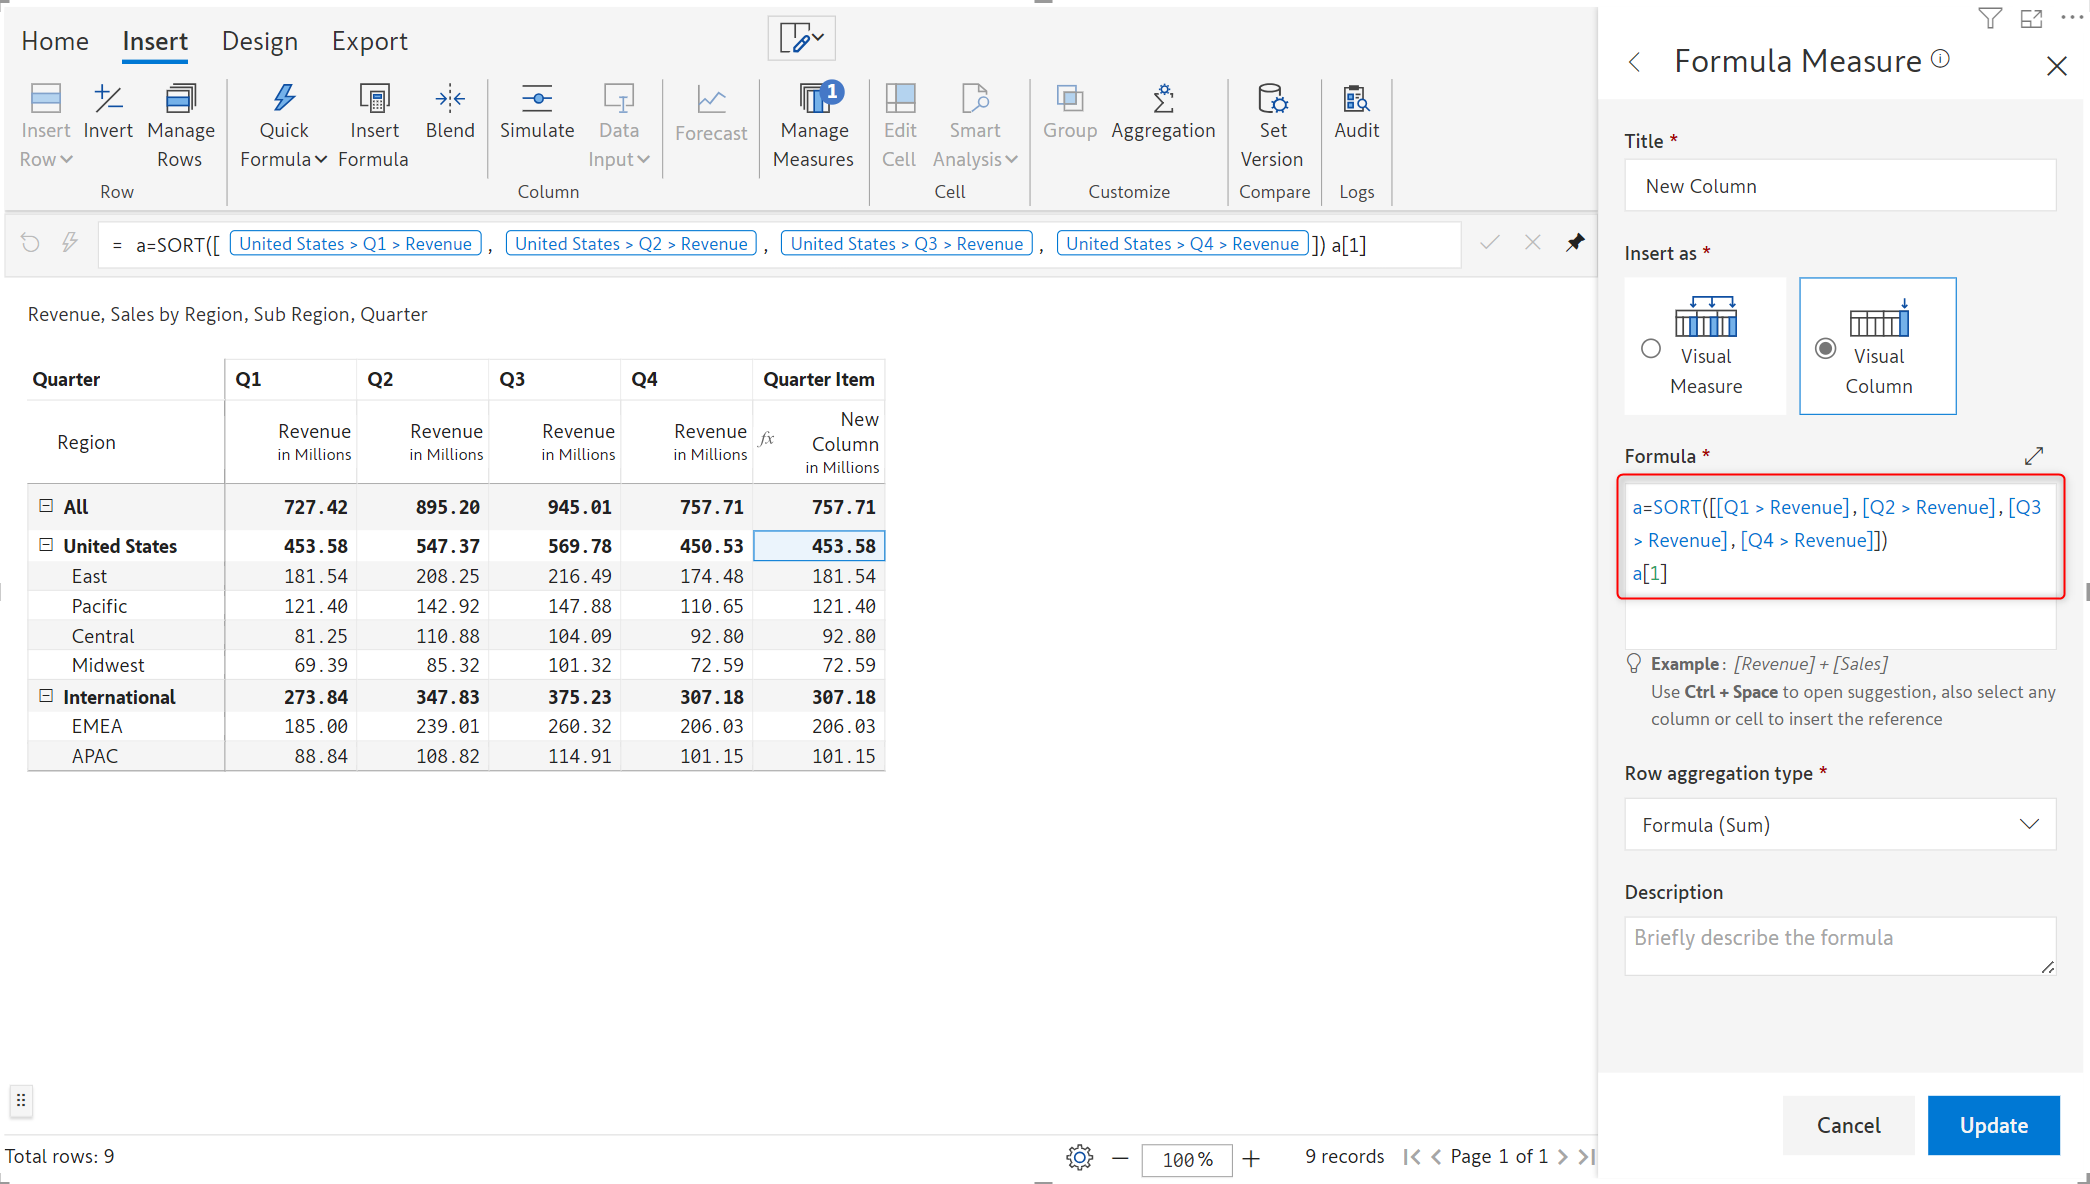 Home Insert Design Export
Insert Row
Invert
Manage Rows
Row
Quick Formula
Insert Formula
Blend
Simulate
Data Input
Column
Forecast
1
Manage Measures
Edit Cell
Smart Analysis
Cell
Group
Aggregation
Customize
Set Version
Compare
Audit
Logs
= a=SORT([ United States > Q1 > Revenue , United States > Q2 > Revenue , United States > Q3 > Revenue , United States > Q4 > Revenue ]) a[1]
Revenue, Sales by Region, Sub Region, Quarter
Quarter Q1 Q2 Q3 Q4 Quarter Item
Region Revenue in Millions Revenue in Millions Revenue in Millions Revenue in Millions fx New Column in Millions
All 727.42 895.20 945.01 757.71 757.71
United States 453.58 547.37 569.78 450.53 453.58
East 181.54 208.25 216.49 174.48 181.54
Pacific 121.40 142.92 147.88 110.65 121.40
Central 81.25 110.88 104.09 92.80 92.80
Midwest 69.39 85.32 101.32 72.59 72.59
International 273.84 347.83 375.23 307.18 307.18
EMEA 185.00 239.01 260.32 206.03 206.03
APAC 88.84 108.82 114.91 101.15 101.15
Total rows: 9
100%
9 records
Page 1 of 1
Formula Measure
Title *
New Column
Insert as *
Visual Measure
Visual Column
Formula *
a=SORT([[Q1 > Revenue],[Q2 > Revenue],[Q3
> Revenue],[Q4 > Revenue]])
a[1]
Example: [Revenue] + [Sales]
Use Ctrl + Space to open suggestion, also select any
column or cell to insert the reference
Row aggregation type *
Formula (Sum)
Description
Briefly describe the formula
Cancel Update